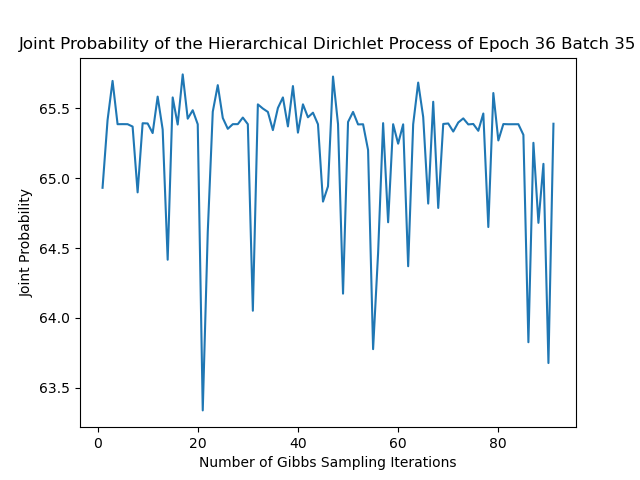 Joint Probability of the Hierarchical Dirichlet Process of Epoch 36 Batch 35
Joint Probability
65.5
65.0
64.5
64.0
63.5
0 20 40 60 80
Number of Gibbs Sampling Iterations